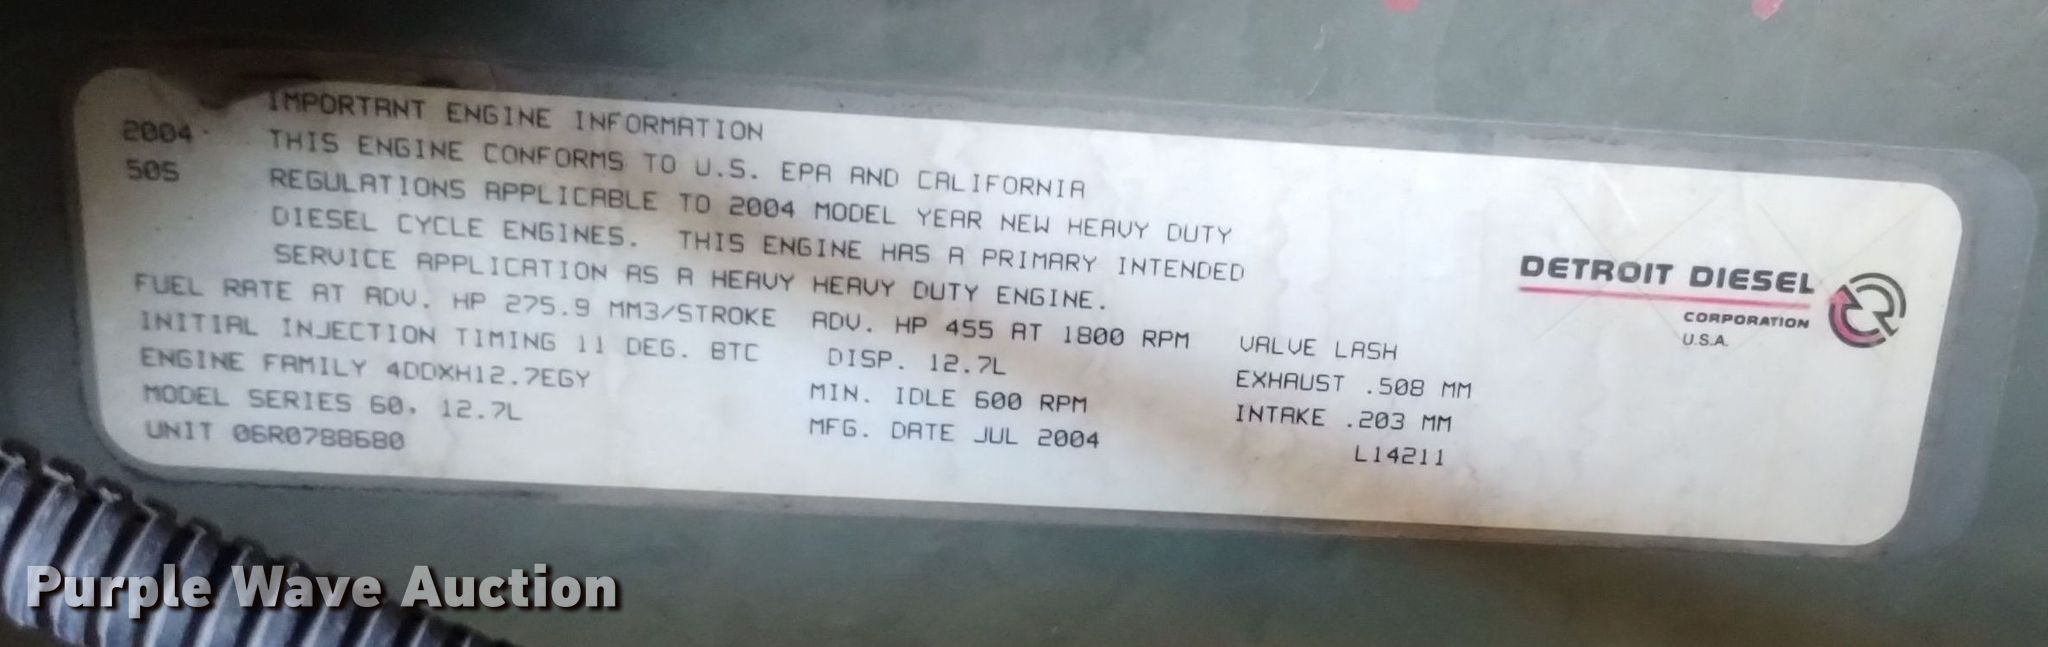 IMPORTANT ENGINE INFORMATION
2004 THIS ENGINE CONFORMS TO U.S. EPA AND CALIFORNIA
505 REGULATIONS APPLICABLE TO 2004 MODEL YEAR NEW HEAVY DUTY
DIESEL CYCLE ENGINES. THIS ENGINE HAS A PRIMARY INTENDED
SERVICE APPLICATION AS A HEAVY HEAVY DUTY ENGINE.
FUEL RATE AT ADV. HP 275.9 MM3/STROKE ADV. HP 455 AT 1800 RPM VALVE LASH
INITIAL INJECTION TIMING 11 DEG. BTC DISP. 12.7L EXHAUST .508 MM
ENGINE FAMILY 4DDXH12.7EGY MIN. IDLE 600 RPM INTAKE .203 MM
MODEL SERIES 60, 12.7L MFG. DATE JUL 2004 L14211
UNIT 06R0788680
DETROIT DIESEL
CORPORATION
U.S.A.
Purple Wave Auction